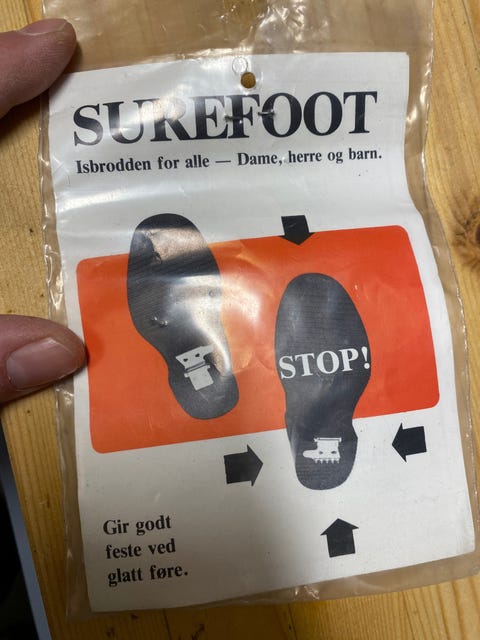 SUREFOOT
Isbrodden for alle — Dame, herre og barn.
STOP!
Gir godt
feste ved
glatt føre.